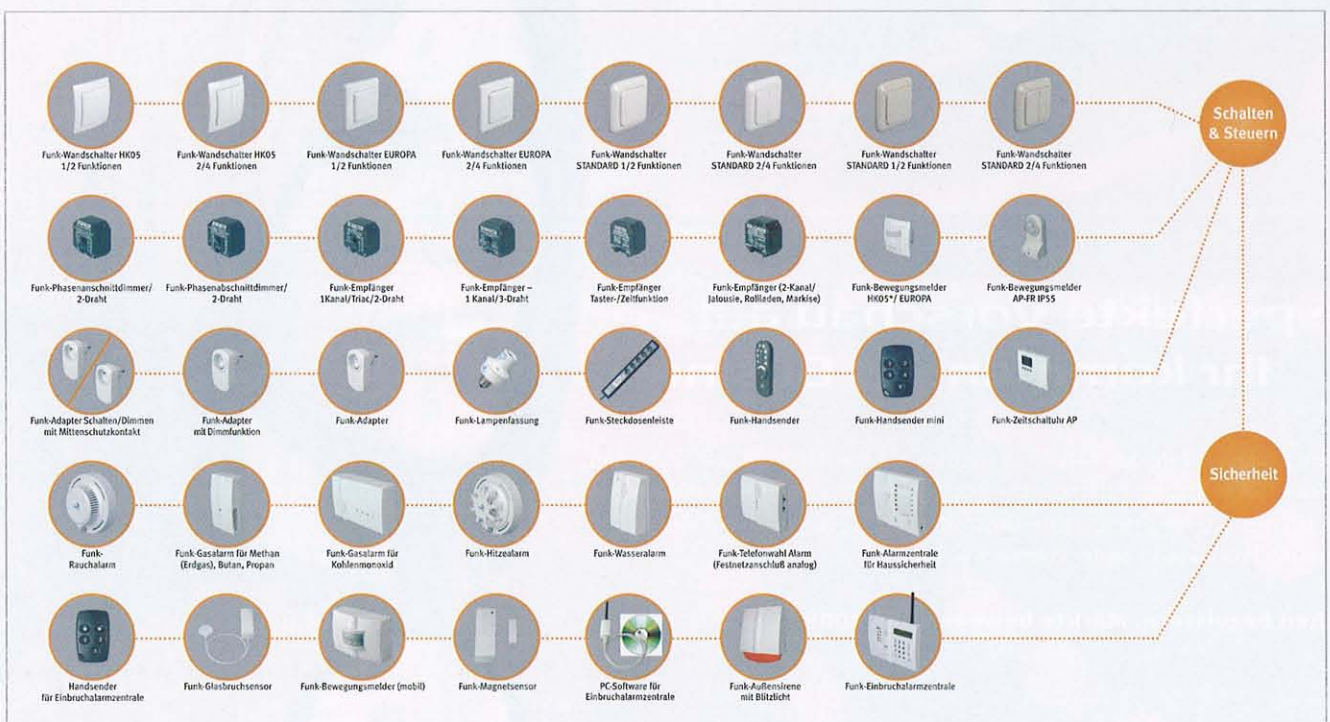 Schalten
& Steuern
Funk-Wandschalter HK05
1/2 Funktionen
Funk-Wandschalter HK05
2/4 Funktionen
Funk-Wandschalter EUROPA
1/2 Funktionen
Funk-Wandschalter EUROPA
2/4 Funktionen
Funk-Wandschalter
STANDARD 1/2 Funktionen
Funk-Wandschalter
STANDARD 2/4 Funktionen
Funk-Wandschalter
STANDARD 1/2 Funktionen
Funk-Wandschalter
STANDARD 2/4 Funktionen
Funk-Phasenanschnittdimmer/
2-Draht
Funk-Phasenabschnittdimmer/
2-Draht
Funk-Empfänger
1Kanal/Triac/2-Draht
Funk-Empfänger –
1 Kanal/3-Draht
Funk-Empfänger
Taster-/Zeitfunktion
Funk-Empfänger (2-Kanal/
Jalousie, Rollladen, Markise)
Funk-Bewegungsmelder
HK05*/ EUROPA
Funk-Bewegungsmelder
AP-FR IP55
Funk-Adapter Schalten/Dimmen
mit Mittenschutzkontakt
Funk-Adapter
mit Dimmfunktion
Funk-Adapter
Funk-Lampenfassung
Funk-Steckdosenleiste
Funk-Handsender
Funk-Handsender mini
Funk-Zeitschaltuhr AP
Sicherheit
Funk-
Rauchalarm
Funk-Gasalarm für Methan
(Erdgas), Butan, Propan
Funk-Gasalarm für
Kohlenmonoxid
Funk-Hitzealarm
Funk-Wasseralarm
Funk-Telefonwahl Alarm
(Festnetzanschluß analog)
Funk-Alarmzentrale
für Haussicherheit
Handsender
für Einbruchalarmzentrale
Funk-Glasbruchsensor
Funk-Bewegungsmelder (mobil)
Funk-Magnetsensor
PC-Software für
Einbruchalarmzentrale
Funk-Außensirene
mit Blitzlicht
Funk-Einbruchalarmzentrale